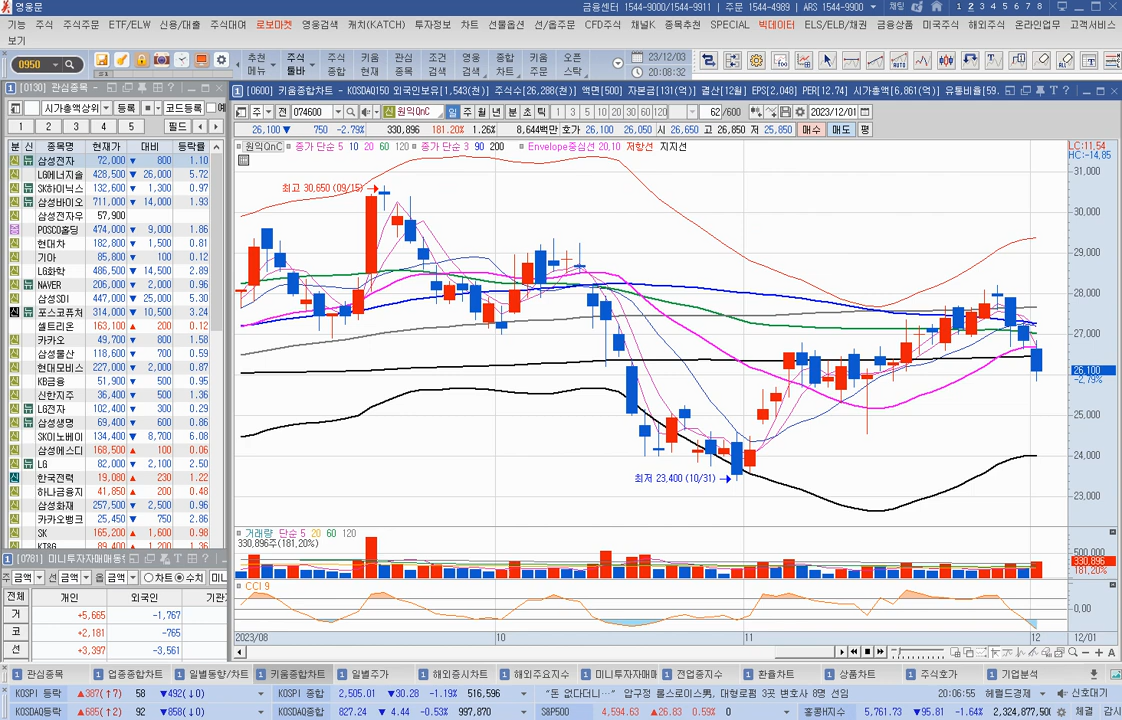 영웅문
금융센터 1544-9000/1544-9911 | 주문 1544-4989 | ARS 1544-9900 채팅 1 2 3 4 5 6 7 8
기능 주식 주식주문 ETF/ELW 신용/대출 주식대여 로보마켓 영웅검색 캐치(KATCH) 투자정보 차트 선물옵션 선/옵주문 CFD주식 채널K 종목추천 SPECIAL 빅데이터 ELS/ELB/채권 금융상품 미국주식 해외주식 온라인업무 고객서비스
보기
0950
추천메뉴 주식툴바 주식종합 키움현재 관심종목 조건검색 영웅검색 종합차트 키움주문 오픈스탁
23/12/03
20:08:32
[0130] 관심종목
시가총액상위 등록 코드등록 예
1 2 3 4 5 필드
분 신 종목명 현재가 대비 등락률
삼성전자 72,000 ▼ 800 1.10
LG에너지솔 428,500 ▼ 26,000 5.72
SK하이닉스 132,600 ▼ 1,300 0.97
삼성바이오 711,000 ▼ 14,000 1.93
삼성전자우 57,900
POSCO홀딩 474,000 ▼ 9,000 1.86
현대차 182,800 ▼ 1,500 0.81
기아 85,800 ▼ 100 0.12
LG화학 486,500 ▼ 14,500 2.89
NAVER 206,000 ▼ 2,000 0.96
삼성SDI 447,000 ▼ 25,000 5.30
포스코퓨처 314,000 ▼ 10,500 3.24
셀트리온 163,100 ▲ 200 0.12
카카오 49,700 ▼ 800 1.58
삼성물산 118,600 ▼ 700 0.59
현대모비스 227,000 ▼ 2,000 0.87
KB금융 51,900 ▼ 500 0.95
신한지주 36,400 ▼ 500 1.36
LG전자 102,400 ▼ 300 0.29
삼성생명 69,400 ▼ 600 0.86
SK이노베이 134,400 ▼ 8,700 6.08
삼성에스디 168,500 ▲ 100 0.06
LG 82,000 ▼ 2,100 2.50
한국전력 19,080 ▲ 230 1.22
하나금융지 41,850 ▲ 200 0.48
삼성화재 257,500 ▼ 2,500 0.96
카카오뱅크 25,450 ▼ 750 2.86
SK 165,200 ▲ 1,600 0.98
KT&G 89,400 ▲ 1,200 1.36
[0600] 키움종합차트 - KOSDAQ150 외국인보유[1,543(천)] 주식수[26,288(천)] 액면[500] 자본금[131(억)] 결산[12월] EPS[2,048] PER[12.74] 시가총액[6,861(억)] 유동비율[59.
주 전 074600 원익QnC 일 주 월 년 분 초 틱 1 3 5 10 20 30 60 120 62/600 2023/12/01
26,100 ▼ 750 -2.79% 330,896 181.20% 1.26% 8,644백만 호가 26,100 26,050 시 26,650 고 26,850 저 25,850 매수 매도 평
원익QnC 종가 단순 5 10 20 60 120 종가 단순 3 90 200 Envelope중심선 20,10 저항선 지지선
LC:11.54
HC:-14.85
31,000
최고 30,650 (09/15)
30,000
29,000
28,000
27,000
26,100
-2.79%
25,000
24,000
최저 23,400 (10/31)
23,000
거래량 단순 5 20 60 120
330,896주(181.20%)
500,000
330,896
181.20%
CCI 9
0.00
2023/08 10 11 12 12/01
[0781] 미니투자자매매동향
주 금액 선 금액 옵 금액 차트 수치 미니
전체 개인 외국인 기관
거 +5,665 -1,767
코 +2,181 -765
선 +3,397 -3,561
관심종목 업종종합차트 일별동향/차트 키움종합차트 일별주가 해외증시차트 해외주요지수 미니투자자매매 전업종지수 환율차트 상품차트 주식호가 기업분석
KOSPI 등락 ▲387(↑7) 58 ▼492(↓0) KOSPI 종합 2,505.01 ▼30.28 -1.19% 516,596 "돈 없다더니…" 압구정 롤스로이스男, 대형로펌 3곳 변호사 8명 선임 20:06:55 헤럴드경제 신호대기
KOSDAQ등락 ▲685(↑2) 92 ▼858(↓0) KOSDAQ종합 827.24 ▼ 4.44 -0.53% 997,870 S&P500 4,594.63 ▲26.83 0.59% 0 홍콩H지수 5,761.73 ▼95.81 -1.64% 2,324,877,50 체결 감시